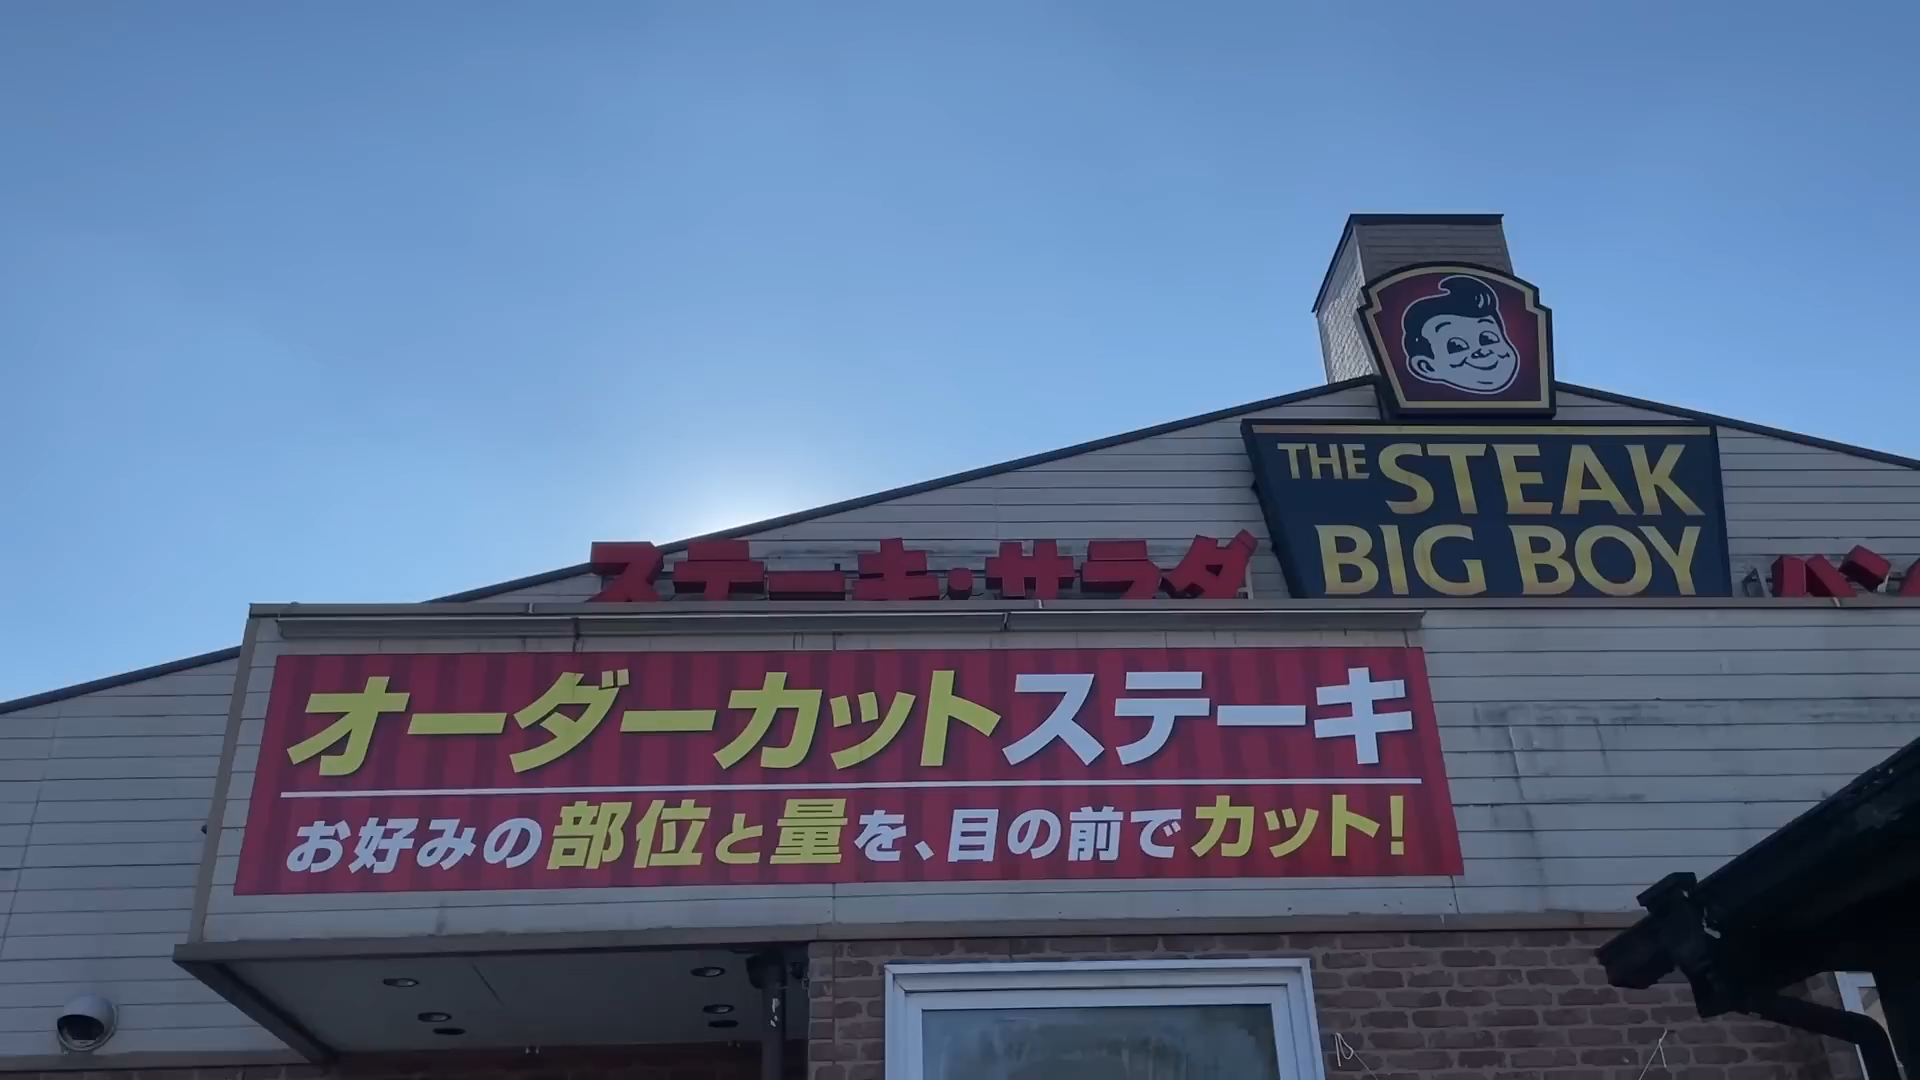 THE STEAK
BIG BOY
ステーキ・サラダ
オーダーカットステーキ
お好みの部位と量を、目の前でカット!